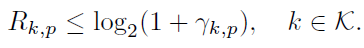 R_{k,p} ≤ log_2(1 + γ_{k,p}), k ∈ 𝒦.